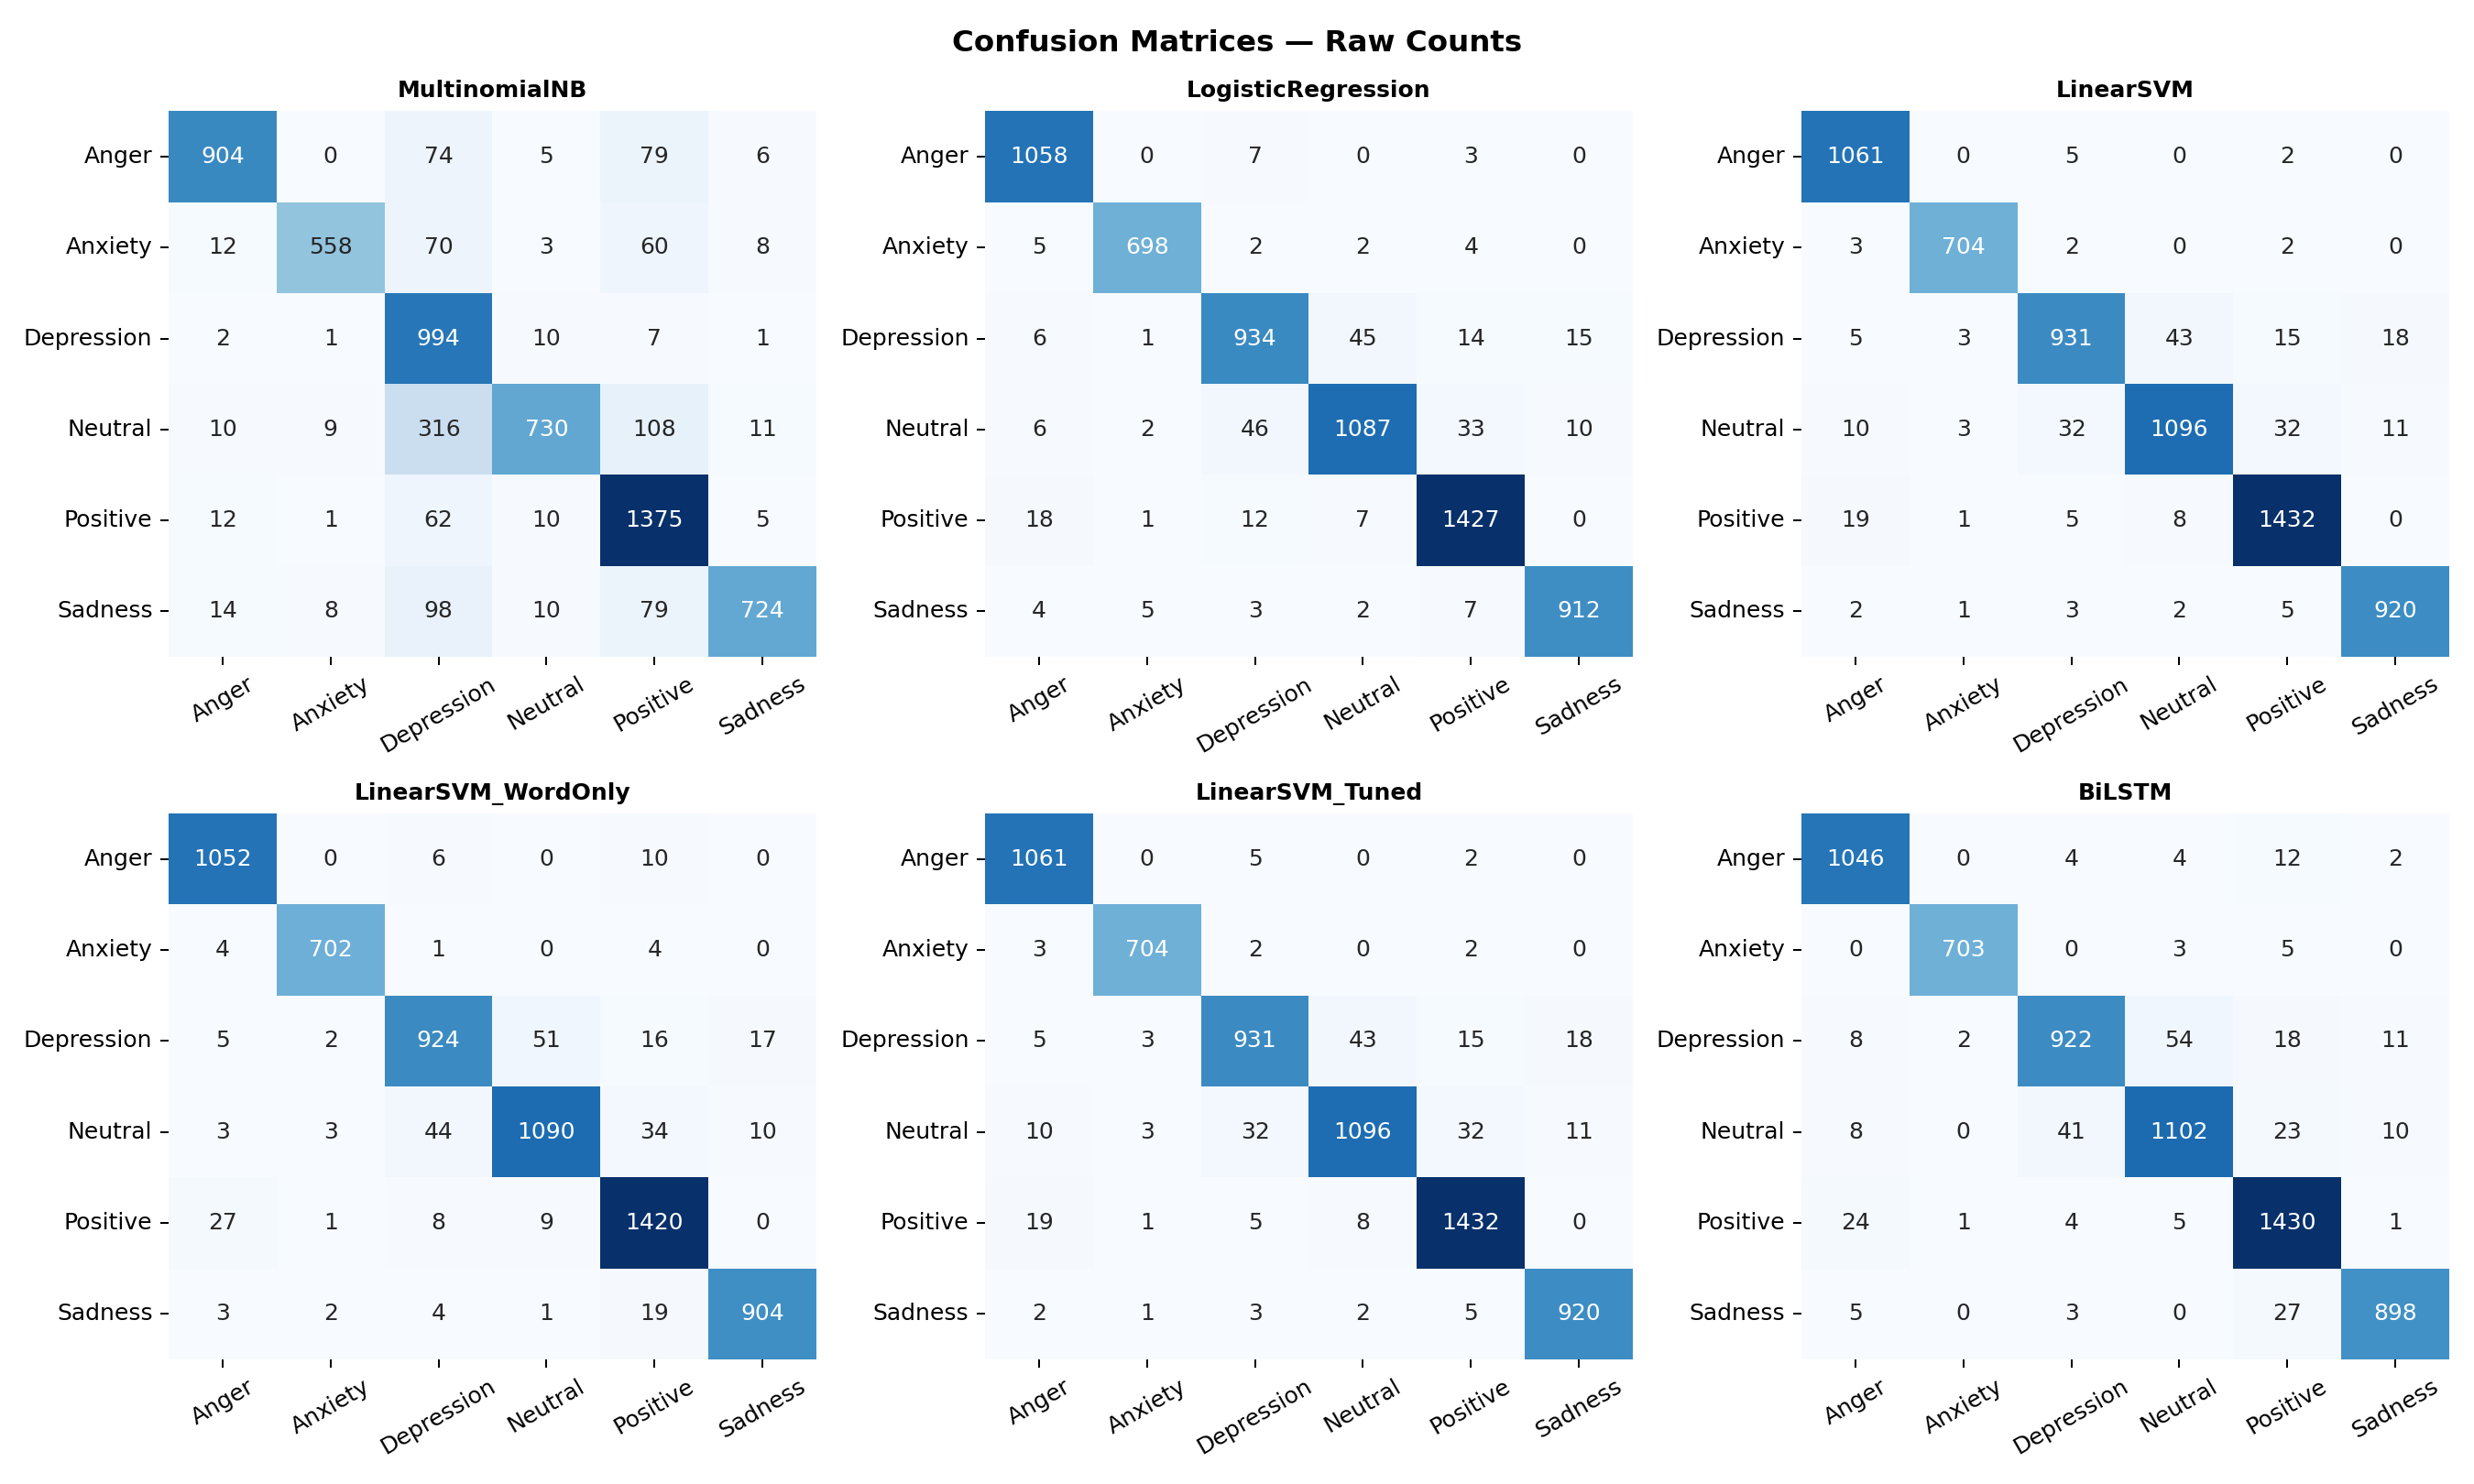 Confusion Matrices — Raw Counts
MultinomialNB
Anger 904 0 74 5 79 6
Anxiety 12 558 70 3 60 8
Depression 2 1 994 10 7 1
Neutral 10 9 316 730 108 11
Positive 12 1 62 10 1375 5
Sadness 14 8 98 10 79 724
Anger Anxiety Depression Neutral Positive Sadness
LogisticRegression
Anger 1058 0 7 0 3 0
Anxiety 5 698 2 2 4 0
Depression 6 1 934 45 14 15
Neutral 6 2 46 1087 33 10
Positive 18 1 12 7 1427 0
Sadness 4 5 3 2 7 912
Anger Anxiety Depression Neutral Positive Sadness
LinearSVM
Anger 1061 0 5 0 2 0
Anxiety 3 704 2 0 2 0
Depression 5 3 931 43 15 18
Neutral 10 3 32 1096 32 11
Positive 19 1 5 8 1432 0
Sadness 2 1 3 2 5 920
Anger Anxiety Depression Neutral Positive Sadness
LinearSVM_WordOnly
Anger 1052 0 6 0 10 0
Anxiety 4 702 1 0 4 0
Depression 5 2 924 51 16 17
Neutral 3 3 44 1090 34 10
Positive 27 1 8 9 1420 0
Sadness 3 2 4 1 19 904
Anger Anxiety Depression Neutral Positive Sadness
LinearSVM_Tuned
Anger 1061 0 5 0 2 0
Anxiety 3 704 2 0 2 0
Depression 5 3 931 43 15 18
Neutral 10 3 32 1096 32 11
Positive 19 1 5 8 1432 0
Sadness 2 1 3 2 5 920
Anger Anxiety Depression Neutral Positive Sadness
BiLSTM
Anger 1046 0 4 4 12 2
Anxiety 0 703 0 3 5 0
Depression 8 2 922 54 18 11
Neutral 8 0 41 1102 23 10
Positive 24 1 4 5 1430 1
Sadness 5 0 3 0 27 898
Anger Anxiety Depression Neutral Positive Sadness